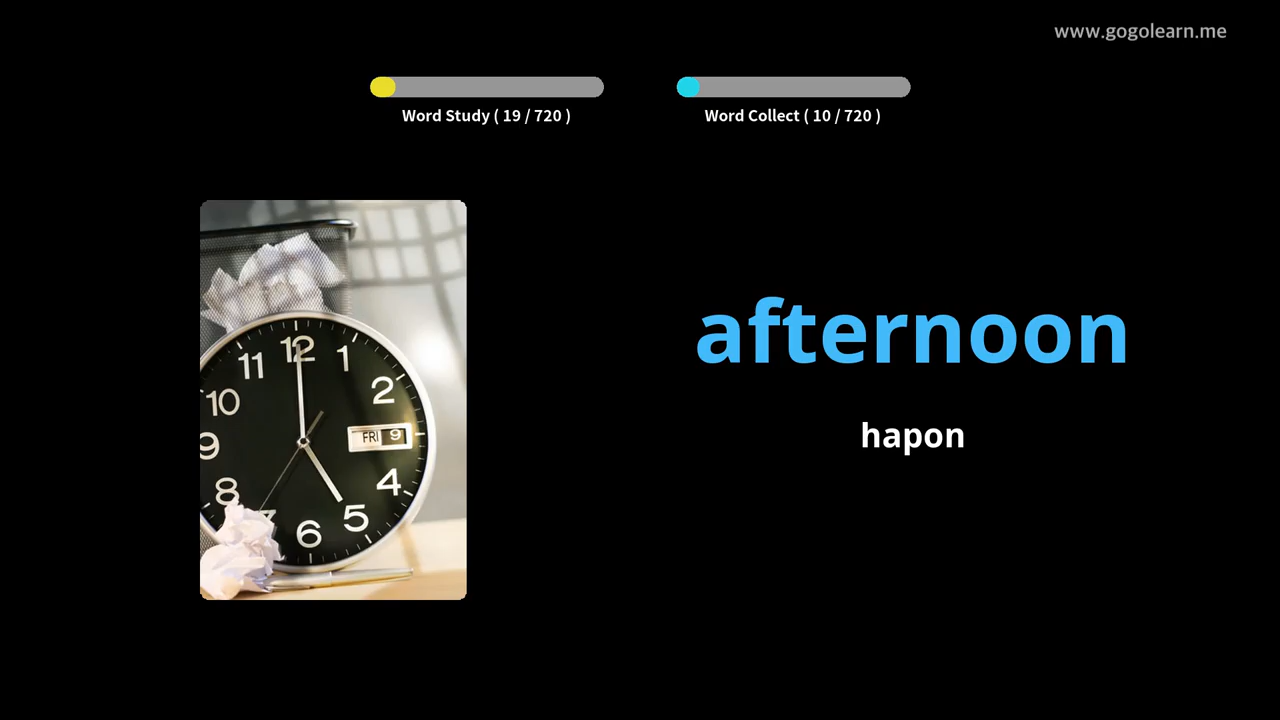 www.gogolearn.me
Word Study ( 19 / 720 )
Word Collect ( 10 / 720 )
12
11
1
10
2
9
FRI 9
8
4
7
5
6
afternoon
hapon